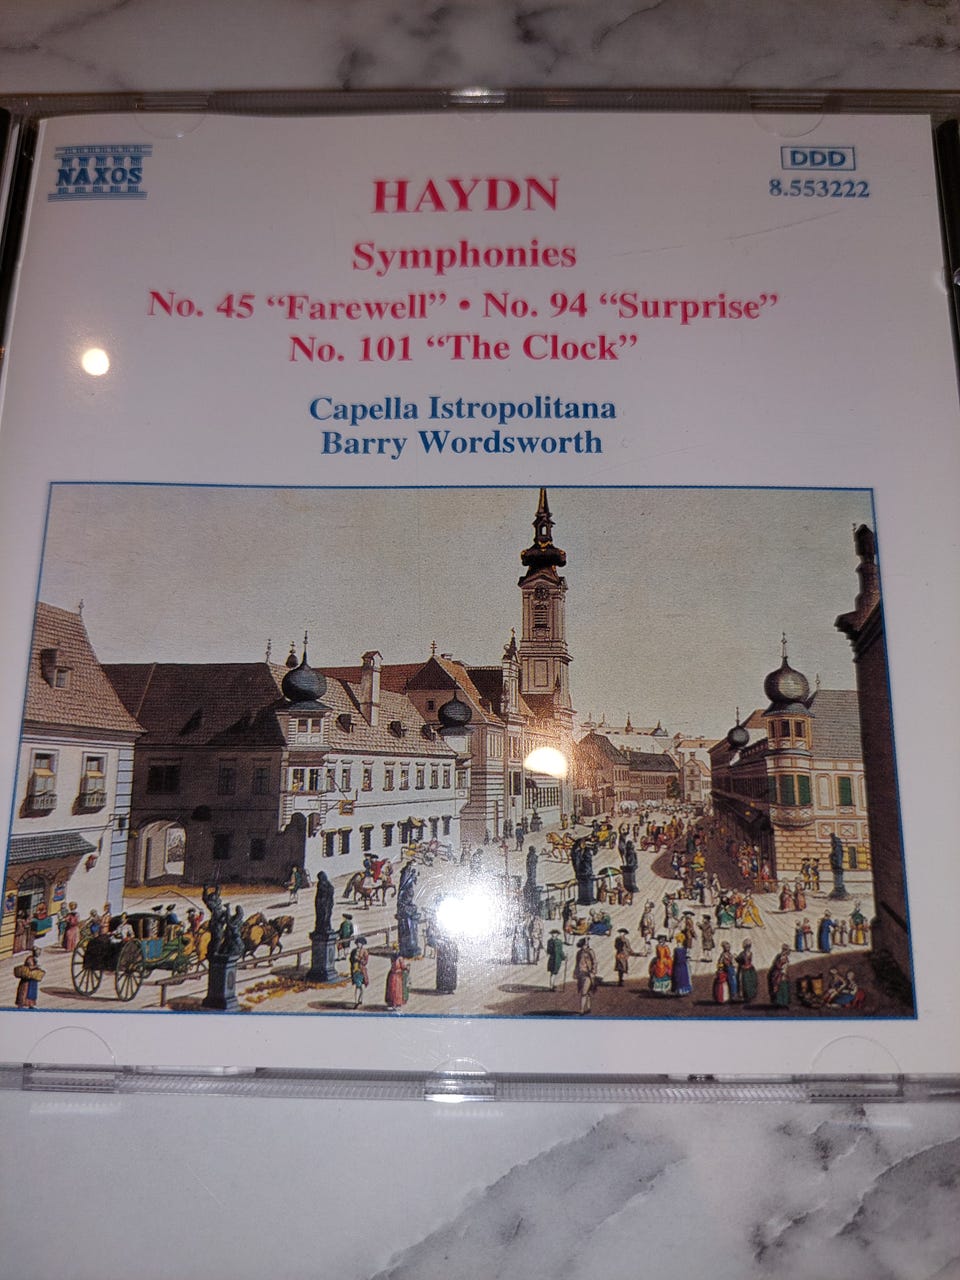 NAXOS
DDD
8.553222
HAYDN
Symphonies
No. 45 “Farewell” • No. 94 “Surprise”
No. 101 “The Clock”
Capella Istropolitana
Barry Wordsworth